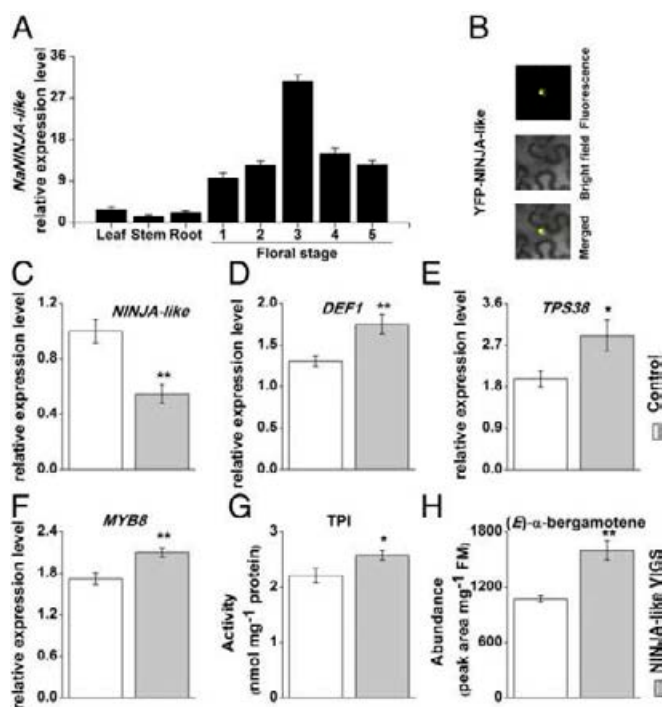 A
NaNINJA-like
relative expression level
36
27
18
9
0
Leaf Stem Root 1 2 3 4 5
Floral stage
B
YFP-NINJA-like
Fluorescence
Bright field
Merged
C
NINJA-like
relative expression level
1.2
0.8
0.4
0.0
**
D
DEF1
relative expression level
2.0
1.5
1.0
0.5
0.0
**
E
TPS38
relative expression level
3.6
2.7
1.8
0.9
0.0
*
Control
F
MYB8
relative expression level
2.4
1.8
1.2
0.6
0.0
**
G
TPI
Activity
(nmol mg-1 protein)
3
2
1
0
*
H
(E)-α-bergamotene
Abundance
(peak area mg-1 FM)
1800
1200
600
0
**
NINJA-like VIGS